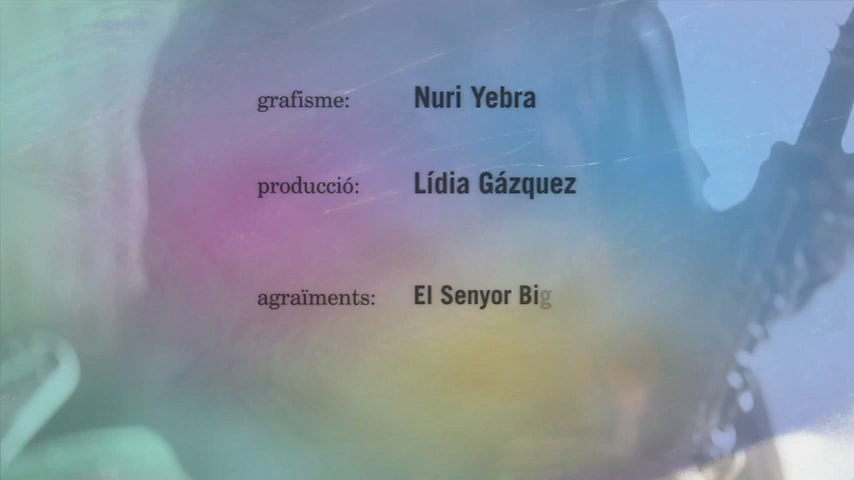 grafisme: Nuri Yebra
producció: Lídia Gázquez
agraïments: El Senyor Big